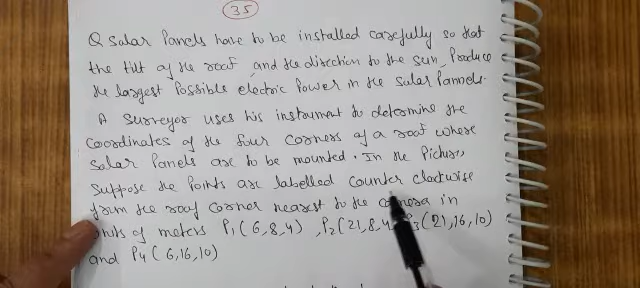 35
Q Solar Panels have to be installed carefully so that
the tilt of the roof, and the direction to the sun, Produce
the largest Possible electric Power in the Solar Pannels.
A Surveyor uses his instrument to determine the
Coordinates of the four Corners of a roof where
Solar Panels are to be mounted. In the Picture,
Suppose the Points are labelled Counter Clockwise
from the roof Corner nearest to the camera in
units of meters P1 (6,8,4), P2 (21,8,4 P3 (21,16,10)
and P4 (6,16,10)